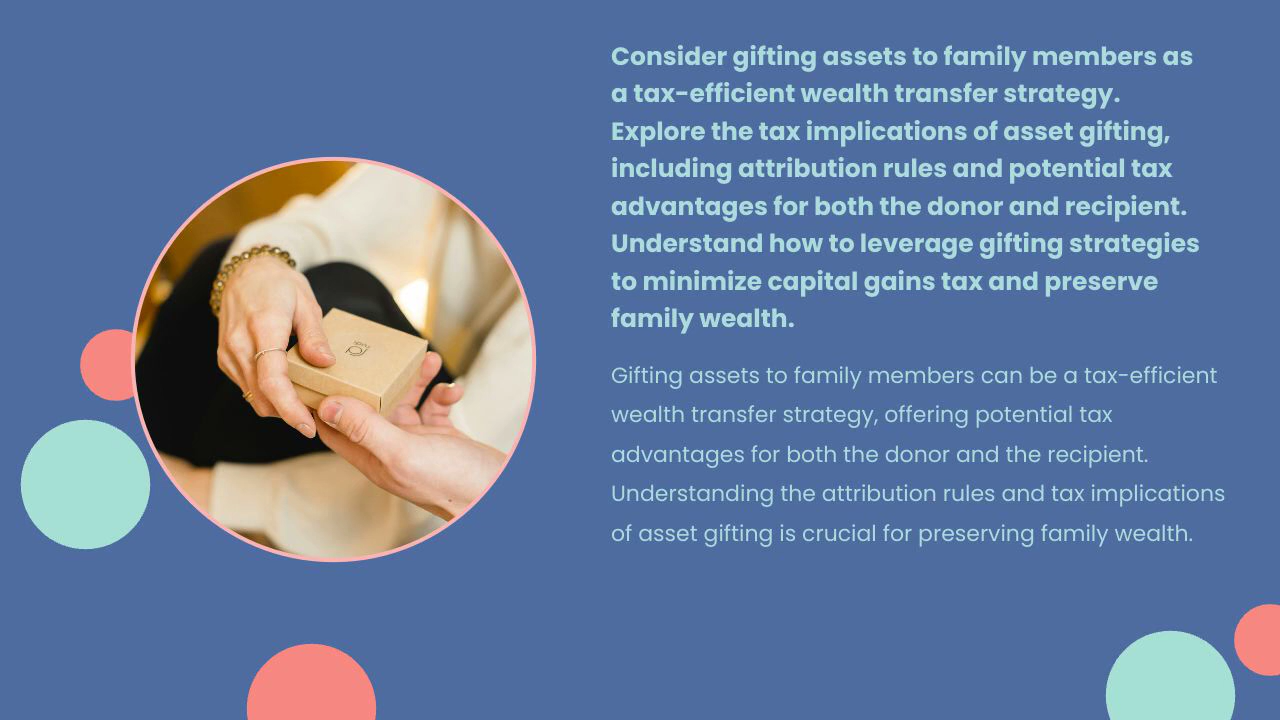 Consider gifting assets to family members as
a tax-efficient wealth transfer strategy.
Explore the tax implications of asset gifting,
including attribution rules and potential tax
advantages for both the donor and recipient.
Understand how to leverage gifting strategies
to minimize capital gains tax and preserve
family wealth.
Gifting assets to family members can be a tax-efficient
wealth transfer strategy, offering potential tax
advantages for both the donor and the recipient.
Understanding the attribution rules and tax implications
of asset gifting is crucial for preserving family wealth.